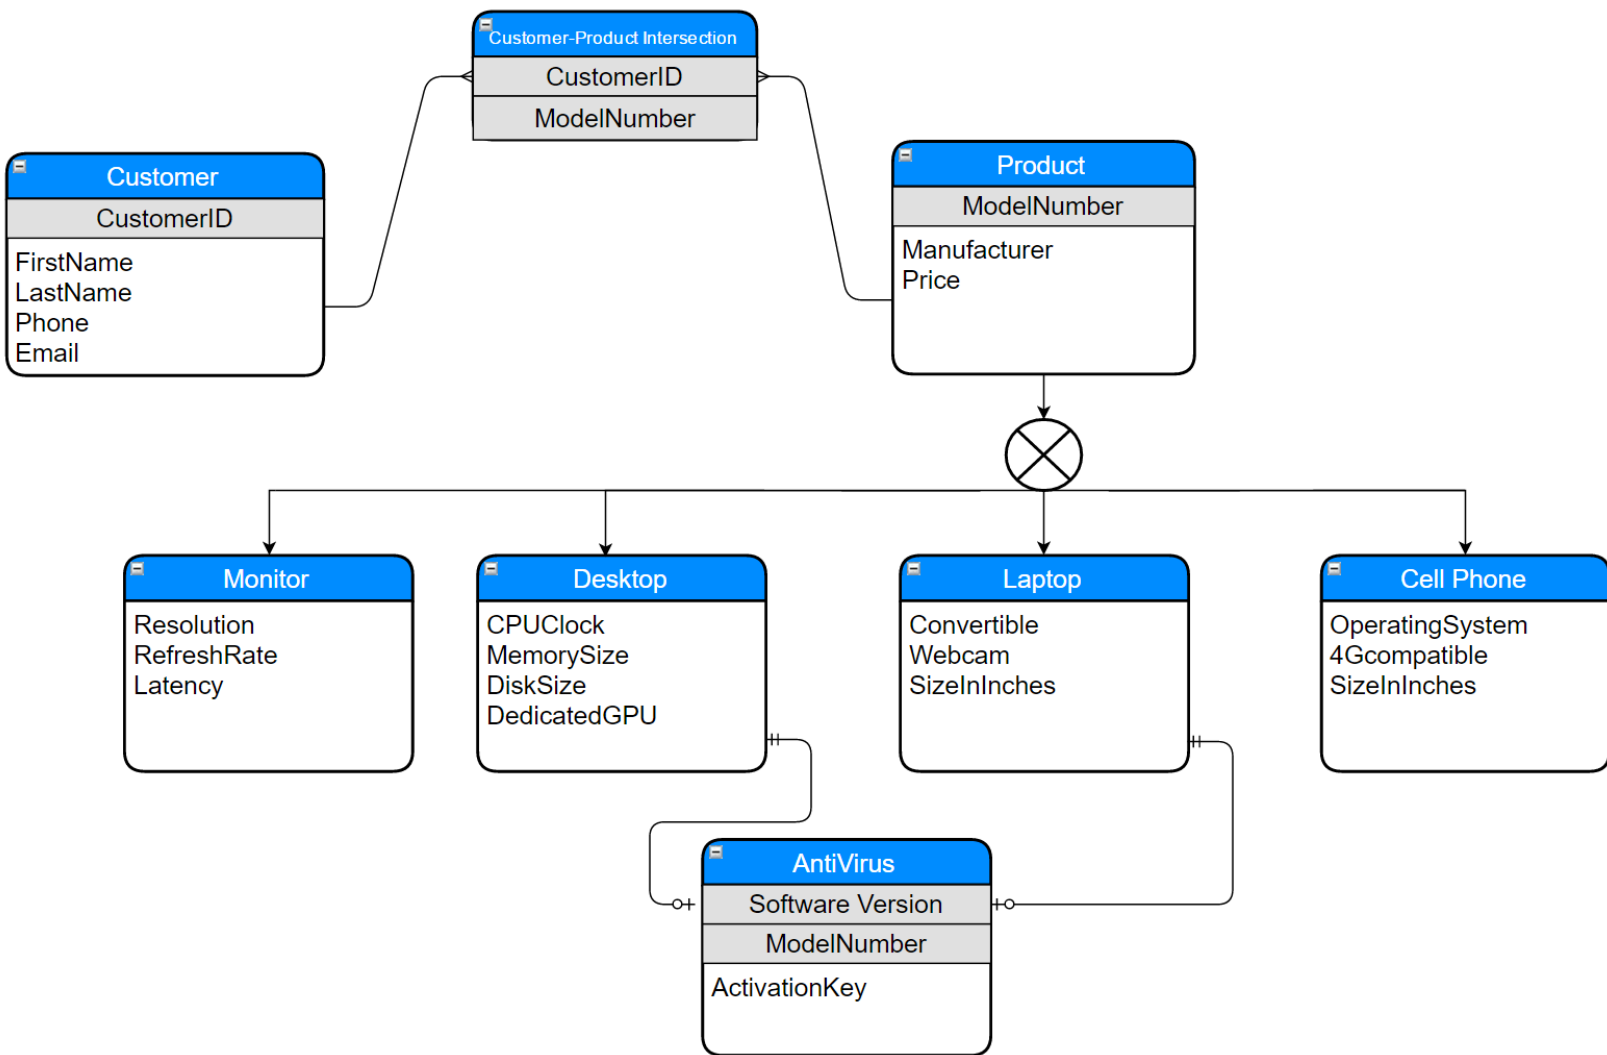 Customer-Product Intersection
CustomerID
ModelNumber
Customer
CustomerID
FirstName
LastName
Phone
Email
Product
ModelNumber
Manufacturer
Price
Monitor
Resolution
RefreshRate
Latency
Desktop
CPUClock
MemorySize
DiskSize
DedicatedGPU
Laptop
Convertible
Webcam
SizeInInches
Cell Phone
OperatingSystem
4Gcompatible
SizeInInches
AntiVirus
Software Version
ModelNumber
ActivationKey